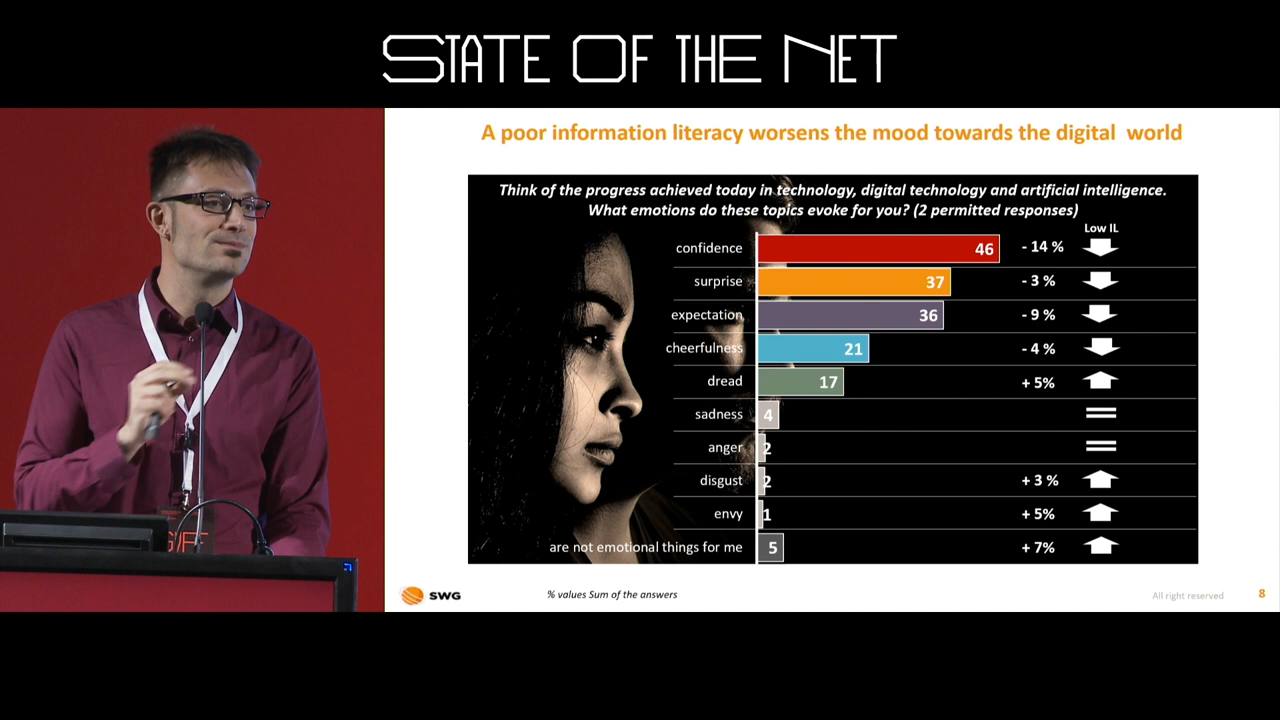 STATE OF THE NET
A poor information literacy worsens the mood towards the digital world
Think of the progress achieved today in technology, digital technology and artificial intelligence.
What emotions do these topics evoke for you? (2 permitted responses)
Low IL
confidence 46 - 14 %
surprise 37 - 3 %
expectation 36 - 9 %
cheerfulness 21 - 4 %
dread 17 + 5%
sadness 4
anger 2
disgust 2 + 3 %
envy 1 + 5%
are not emotional things for me 5 + 7%
SWG
% values Sum of the answers
All right reserved
8